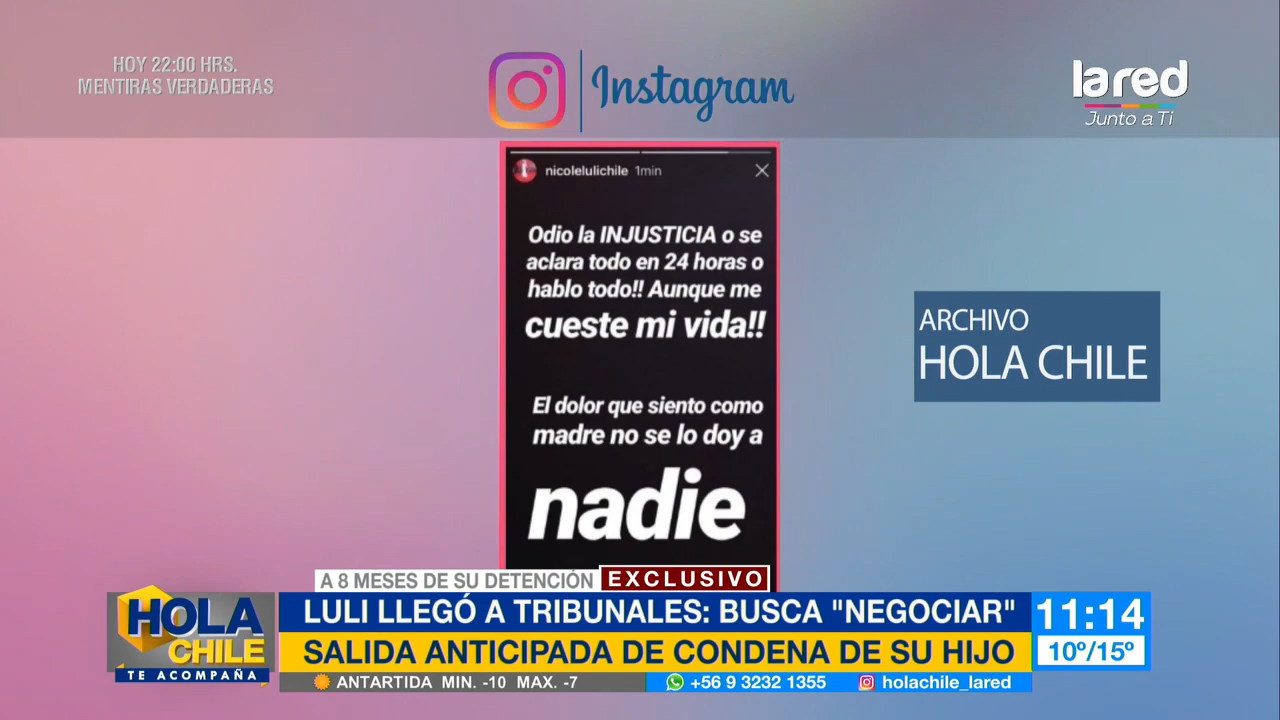 HOY 22:00 HRS.
MENTIRAS VERDADERAS
Instagram
lared
Junto a Ti
nicolelulichile 1min
Odio la INJUSTICIA o se
aclara todo en 24 horas o
hablo todo!! Aunque me
cueste mi vida!!
El dolor que siento como
madre no se lo doy a
nadie
ARCHIVO
HOLA CHILE
A 8 MESES DE SU DETENCIÓN EXCLUSIVO
HOLA
CHILE
TE ACOMPAÑA
LULI LLEGÓ A TRIBUNALES: BUSCA "NEGOCIAR"
SALIDA ANTICIPADA DE CONDENA DE SU HIJO
11:14
10º/15º
ANTARTIDA MIN. -10 MAX. -7 +56 9 3232 1355 holachile_lared